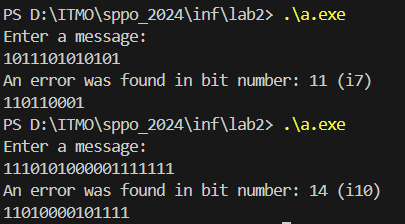 PS D:\ITMO\sppo_2024\inf\lab2> .\a.exe
Enter a message:
1011101010101
An error was found in bit number: 11 (i7)
110110001
PS D:\ITMO\sppo_2024\inf\lab2> .\a.exe
Enter a message:
1110101000001111111
An error was found in bit number: 14 (i10)
11010000101111